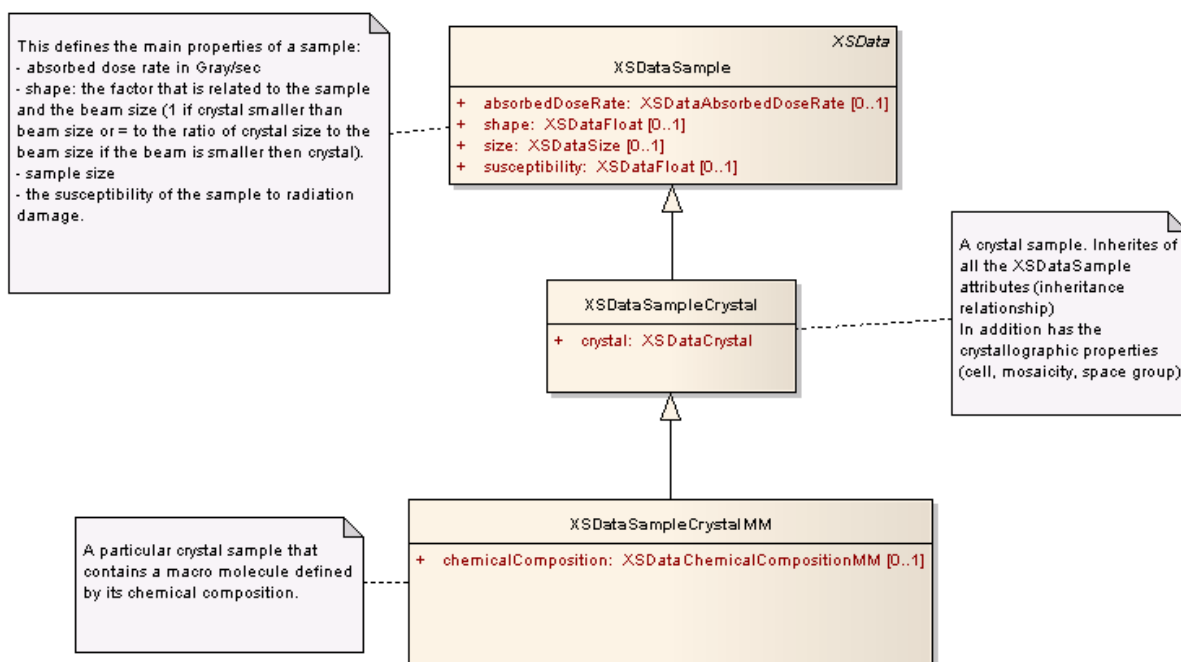 This defines the main properties of a sample:
- absorbed dose rate in Gray/sec
- shape: the factor that is related to the sample
and the beam size (1 if crystal smaller than
beam size or = to the ratio of crystal size to the
beam size if the beam is smaller then crystal).
- sample size
- the susceptibility of the sample to radiation
damage.
XSData
XSDataSample
+ absorbedDoseRate: XSDataAbsorbedDoseRate [0..1]
+ shape: XSDataFloat [0..1]
+ size: XSDataSize [0..1]
+ susceptibility: XSDataFloat [0..1]
A crystal sample. Inherites of
all the XSDataSample
attributes (inheritance
relationship)
In addition has the
crystallographic properties
(cell, mosaicity, space group)
XSDataSampleCrystal
+ crystal: XSDataCrystal
XSDataSampleCrystalMM
+ chemicalComposition: XSDataChemicalCompositionMM [0..1]
A particular crystal sample that
contains a macro molecule defined
by its chemical composition.